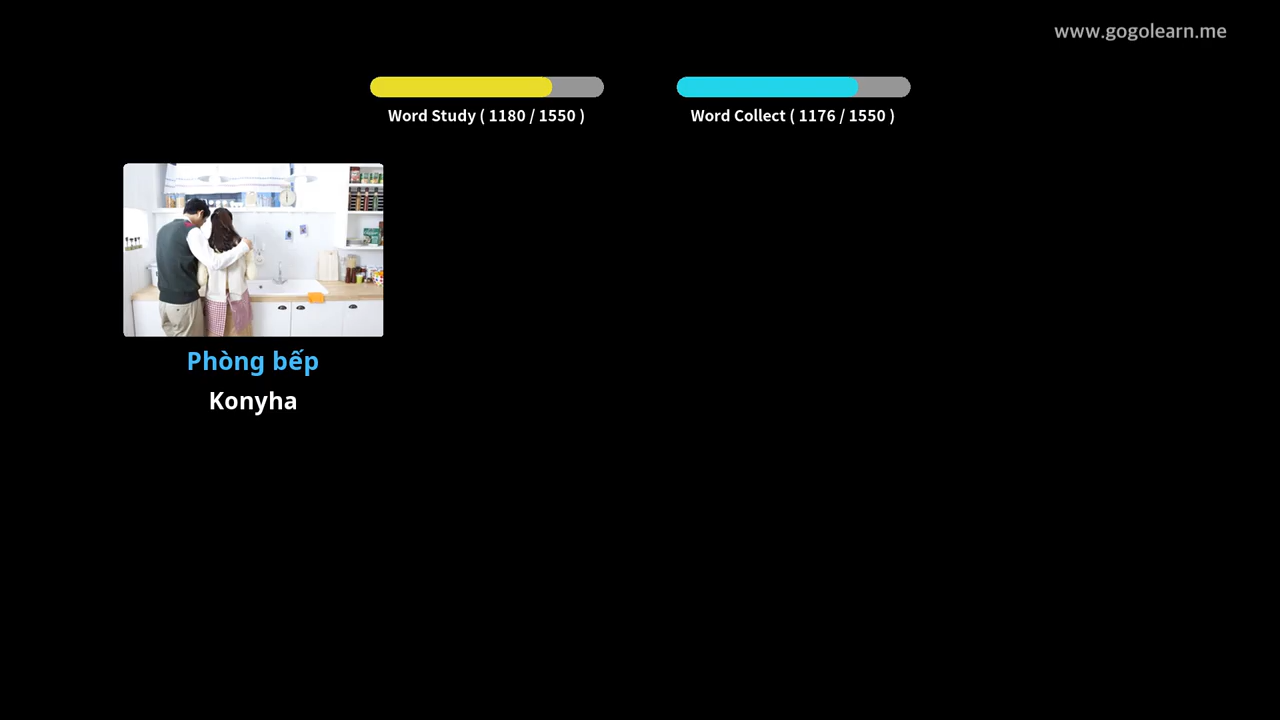 www.gogolearn.me
Word Study ( 1180 / 1550 )
Word Collect ( 1176 / 1550 )
Phòng bếp
Konyha